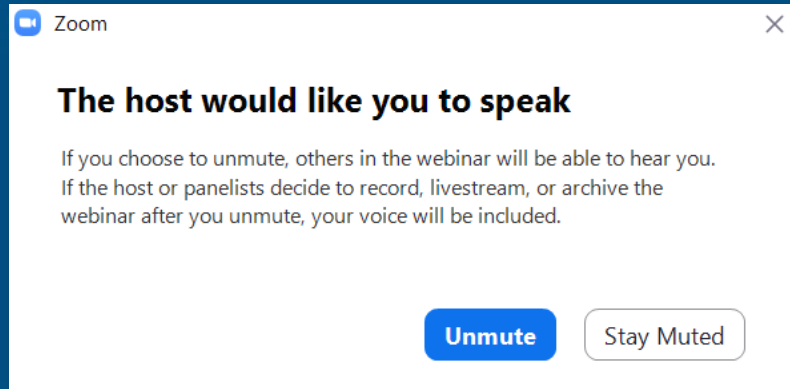 Zoom
The host would like you to speak
If you choose to unmute, others in the webinar will be able to hear you.
If the host or panelists decide to record, livestream, or archive the
webinar after you unmute, your voice will be included.
Unmute Stay Muted